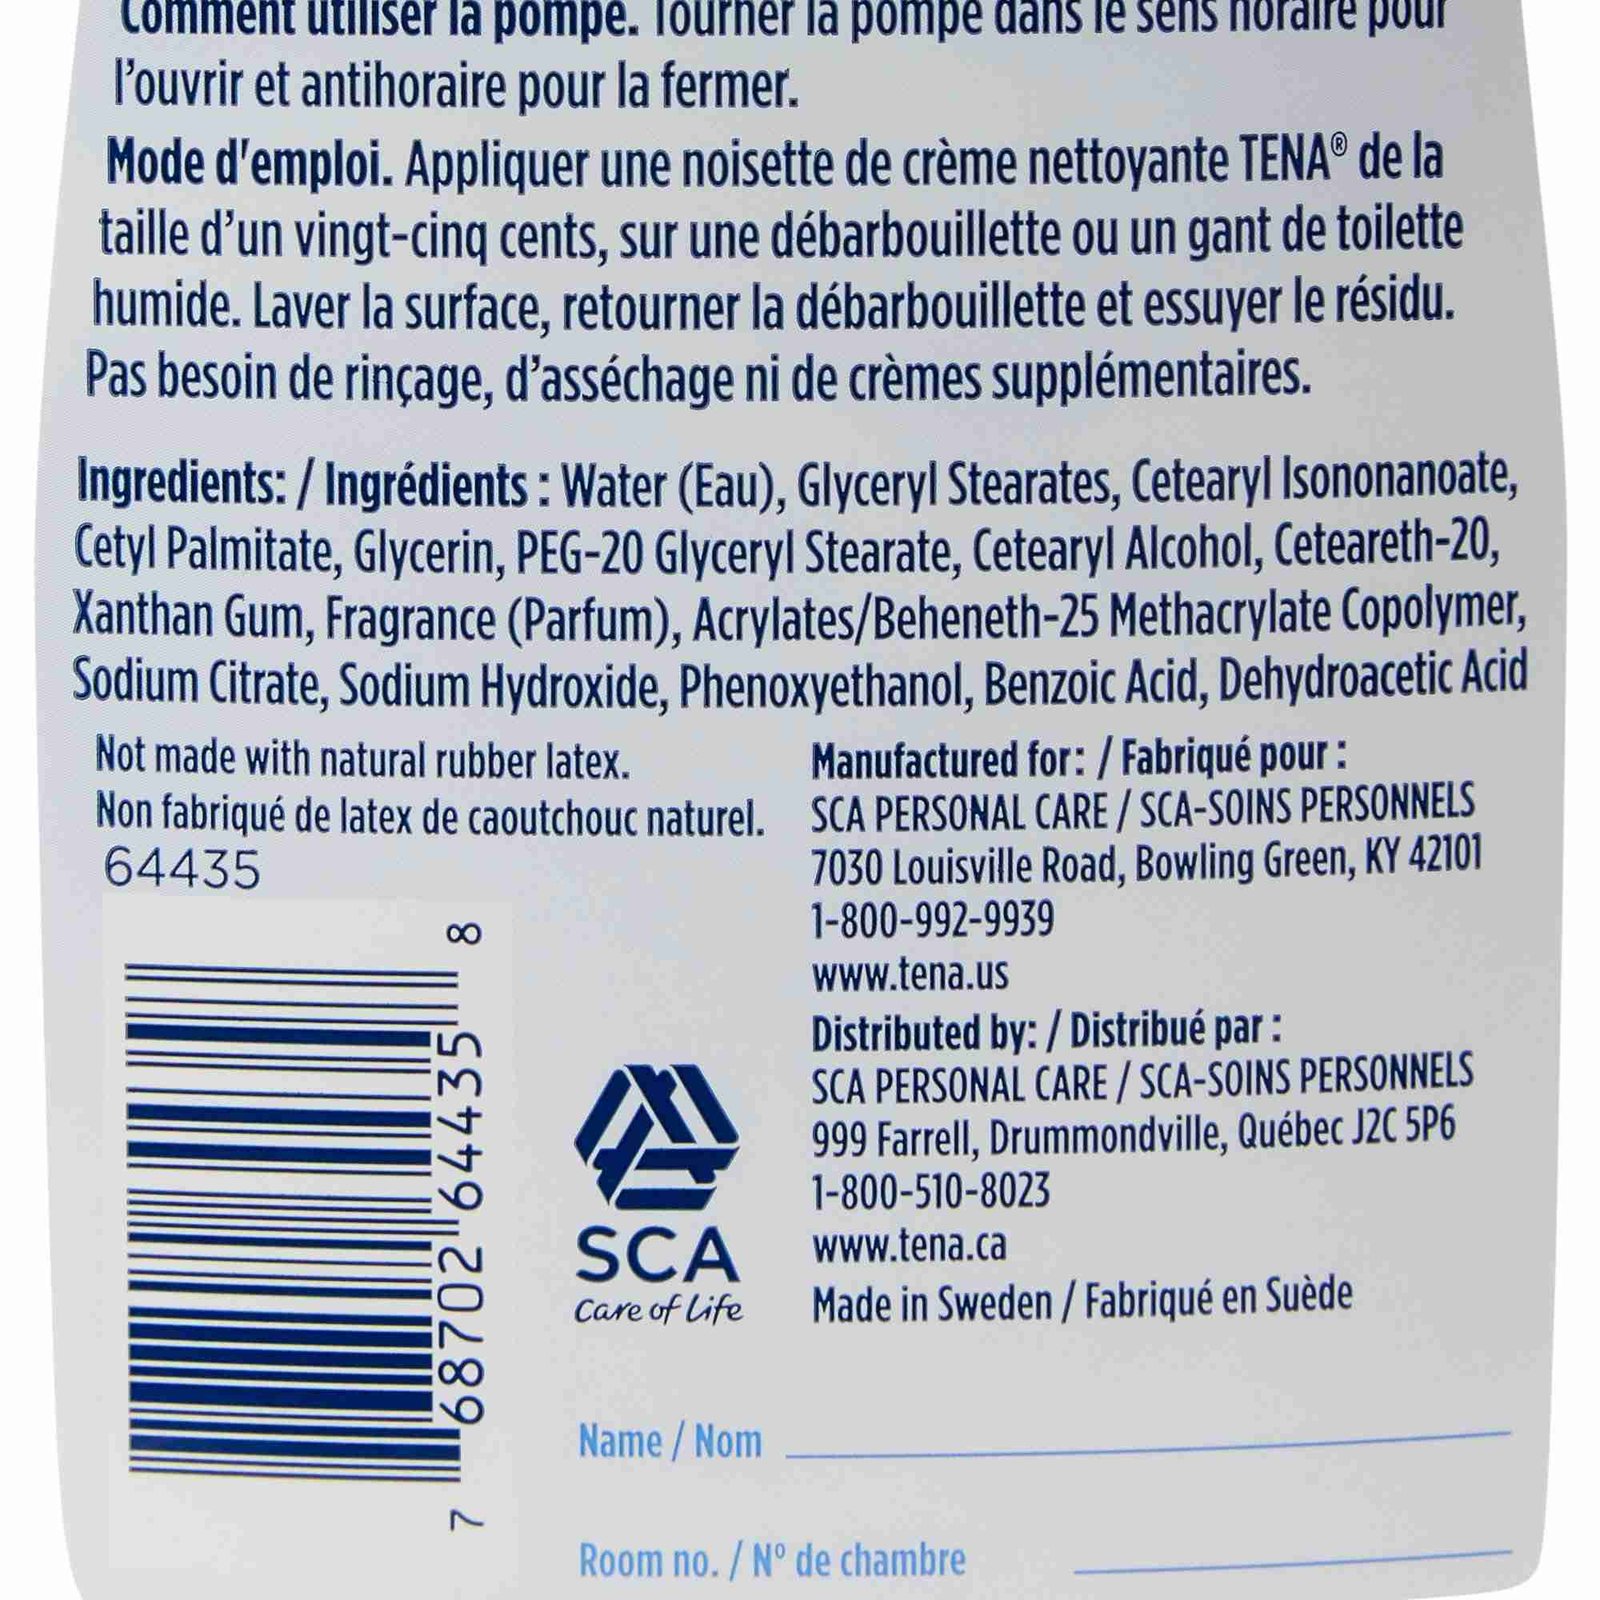 Comment utiliser la pompe. Tourner la pompe dans le sens horaire pour
l'ouvrir et antihoraire pour la fermer.
Mode d'emploi. Appliquer une noisette de crème nettoyante TENA® de la
taille d'un vingt-cinq cents, sur une débarbouillette ou un gant de toilette
humide. Laver la surface, retourner la débarbouillette et essuyer le résidu.
Pas besoin de rinçage, d'asséchage ni de crèmes supplémentaires.
Ingredients: / Ingrédients : Water (Eau), Glyceryl Stearates, Cetearyl Isononanoate,
Cetyl Palmitate, Glycerin, PEG-20 Glyceryl Stearate, Cetearyl Alcohol, Ceteareth-20,
Xanthan Gum, Fragrance (Parfum), Acrylates/Beheneth-25 Methacrylate Copolymer,
Sodium Citrate, Sodium Hydroxide, Phenoxyethanol, Benzoic Acid, Dehydroacetic Acid
Not made with natural rubber latex.
Non fabriqué de latex de caoutchouc naturel.
64435
7 68702 64435 8
SCA
Care of Life
Manufactured for: / Fabriqué pour :
SCA PERSONAL CARE / SCA-SOINS PERSONNELS
7030 Louisville Road, Bowling Green, KY 42101
1-800-992-9939
www.tena.us
Distributed by: / Distribué par :
SCA PERSONAL CARE / SCA-SOINS PERSONNELS
999 Farrell, Drummondville, Québec J2C 5P6
1-800-510-8023
www.tena.ca
Made in Sweden / Fabriqué en Suède
Name / Nom
Room no. / Nº de chambre